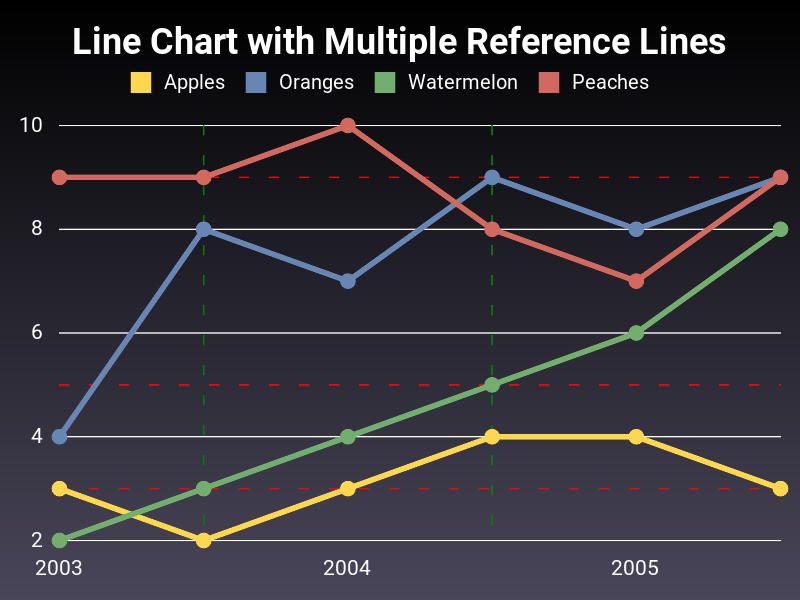 Line Chart with Multiple Reference Lines
Apples Oranges Watermelon Peaches
10
8
6
4
2
2003 2004 2005